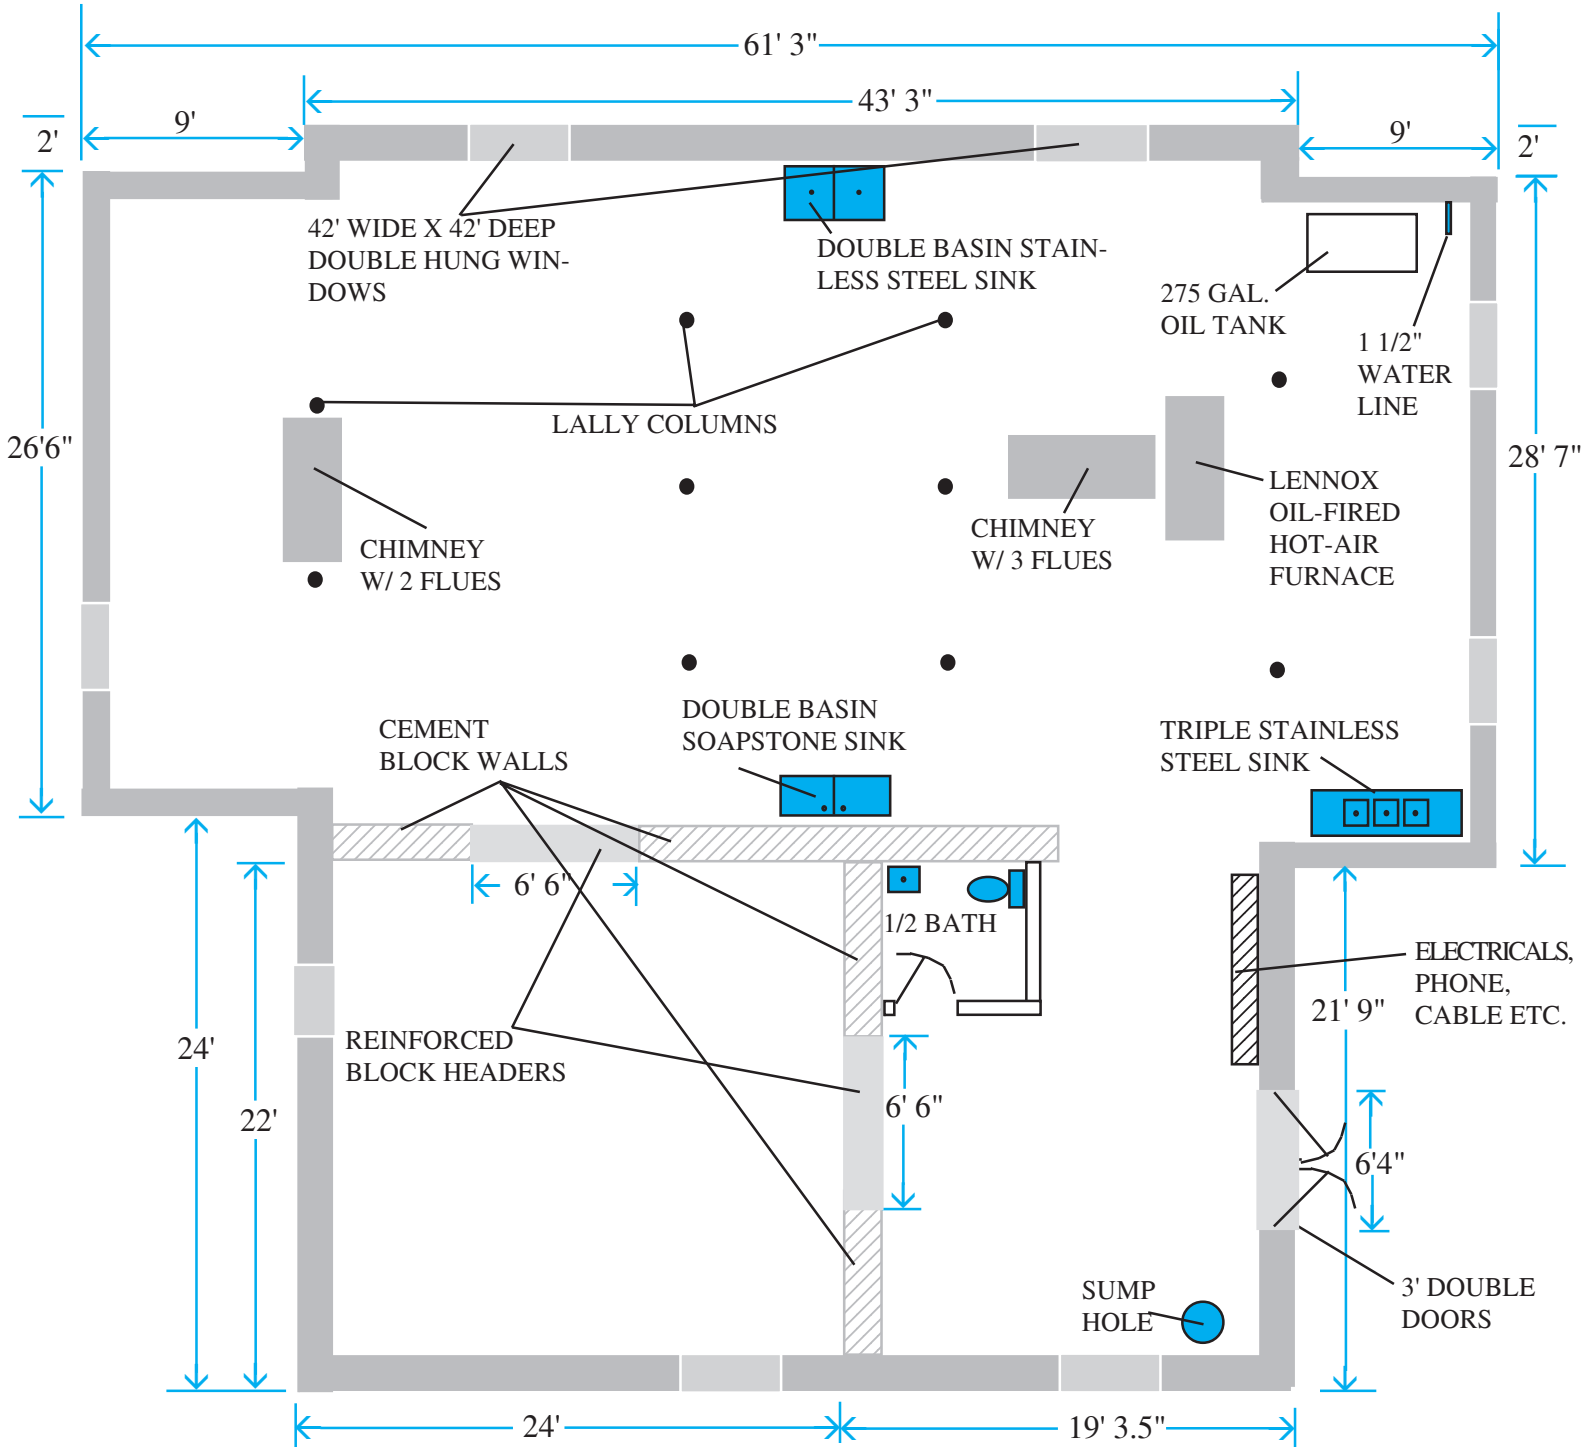 61' 3"
43' 3"
9'
9'
2'
2'
42' WIDE X 42' DEEP
DOUBLE HUNG WIN-
DOWS
DOUBLE BASIN STAIN-
LESS STEEL SINK
275 GAL.
OIL TANK
1 1/2"
WATER
LINE
LALLY COLUMNS
26'6"
28' 7"
CHIMNEY
W/ 2 FLUES
CHIMNEY
W/ 3 FLUES
LENNOX
OIL-FIRED
HOT-AIR
FURNACE
CEMENT
BLOCK WALLS
DOUBLE BASIN
SOAPSTONE SINK
TRIPLE STAINLESS
STEEL SINK
6' 6"
1/2 BATH
ELECTRICALS,
PHONE,
CABLE ETC.
21' 9"
24'
REINFORCED
BLOCK HEADERS
22'
6' 6"
6'4"
SUMP
HOLE
3' DOUBLE
DOORS
24'
19' 3.5"